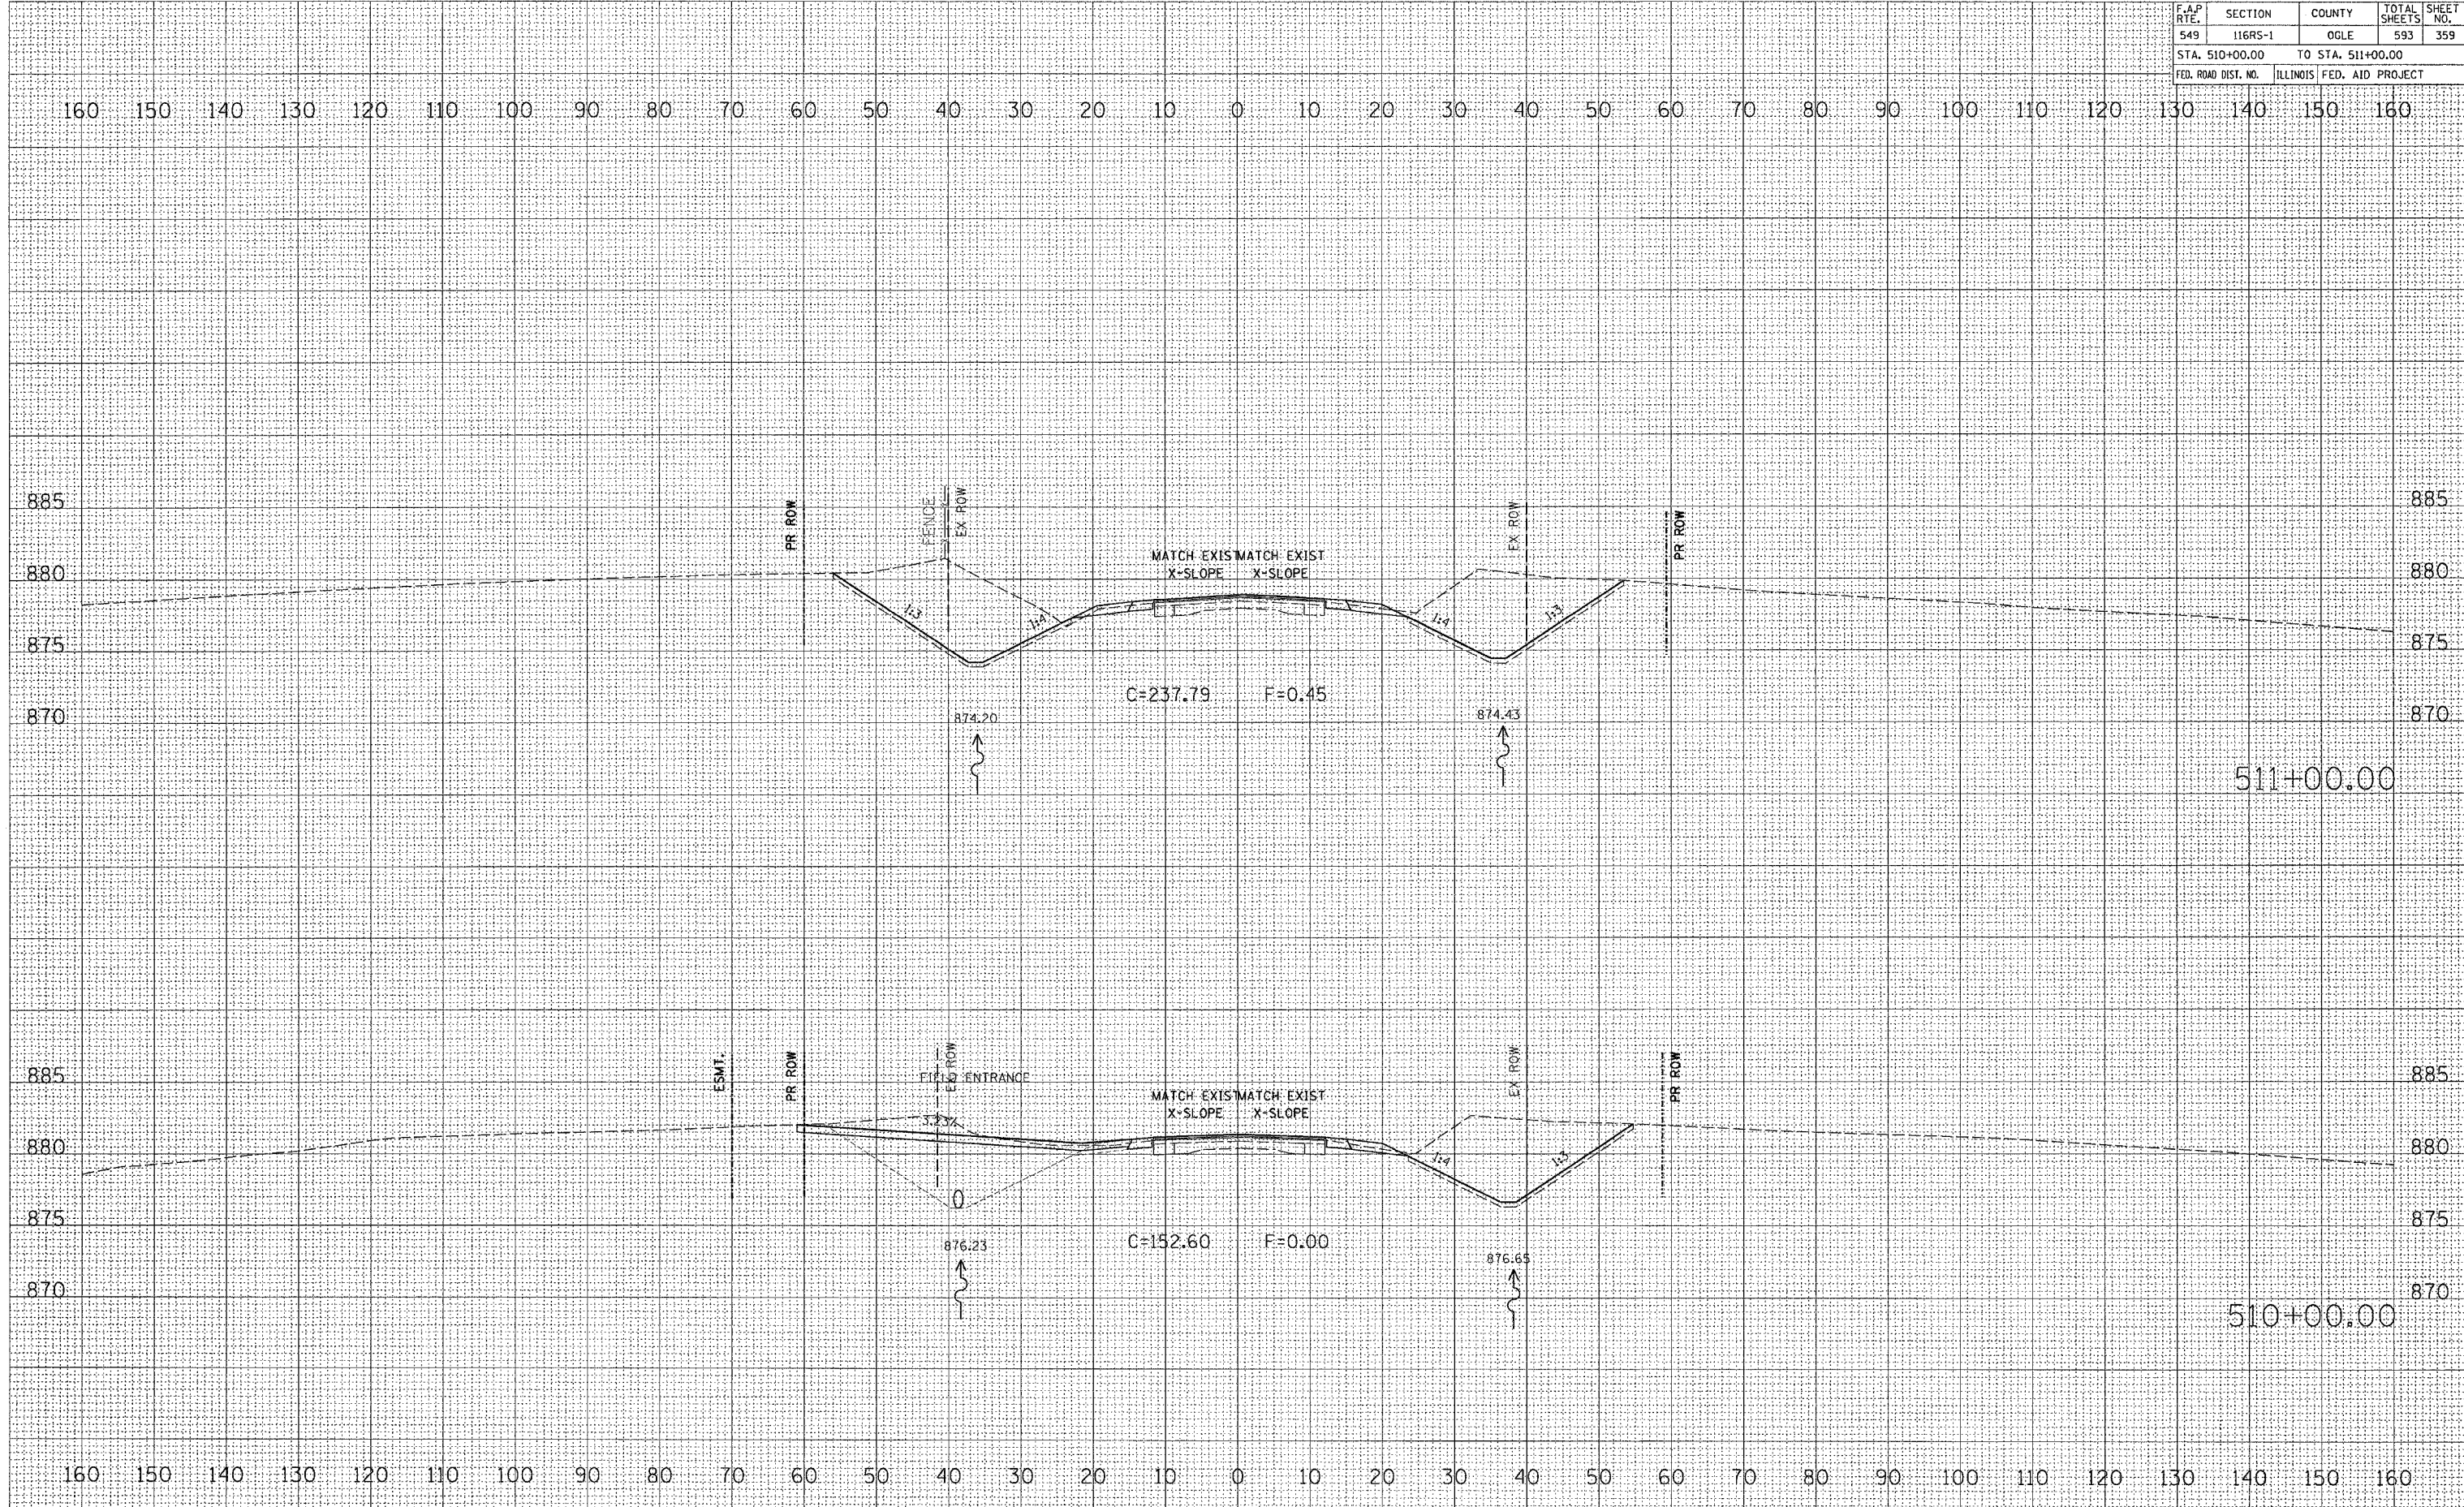 F.A.P RTE. SECTION COUNTY TOTAL SHEETS SHEET NO.
549 116RS-1 OGLE 593 359
STA. 510+00.00 TO STA. 511+00.00
FED. ROAD DIST. NO. ILLINOIS FED. AID PROJECT
160 150 140 130 120 110 100 90 80 70 60 50 40 30 20 10 0 10 20 30 40 50 60 70 80 90 100 110 120 130 140 150 160
885 PR ROW FENCE EX ROW EX ROW PR ROW 885
MATCH EXIST MATCH EXIST
X-SLOPE X-SLOPE
880 880
1:3 1:4 1:4 1:3
875 875
C=237.79 F=0.45
870 874.20 874.43 870
511+00.00
ESMT. PR ROW EX ROW EX ROW PR ROW
885 FIELD ENTRANCE 885
MATCH EXIST MATCH EXIST
X-SLOPE X-SLOPE
3.23%
880 1:4 1:3 880
875 875
C=152.60 F=0.00
876.23 876.65
870 870
510+00.00
160 150 140 130 120 110 100 90 80 70 60 50 40 30 20 10 0 10 20 30 40 50 60 70 80 90 100 110 120 130 140 150 160